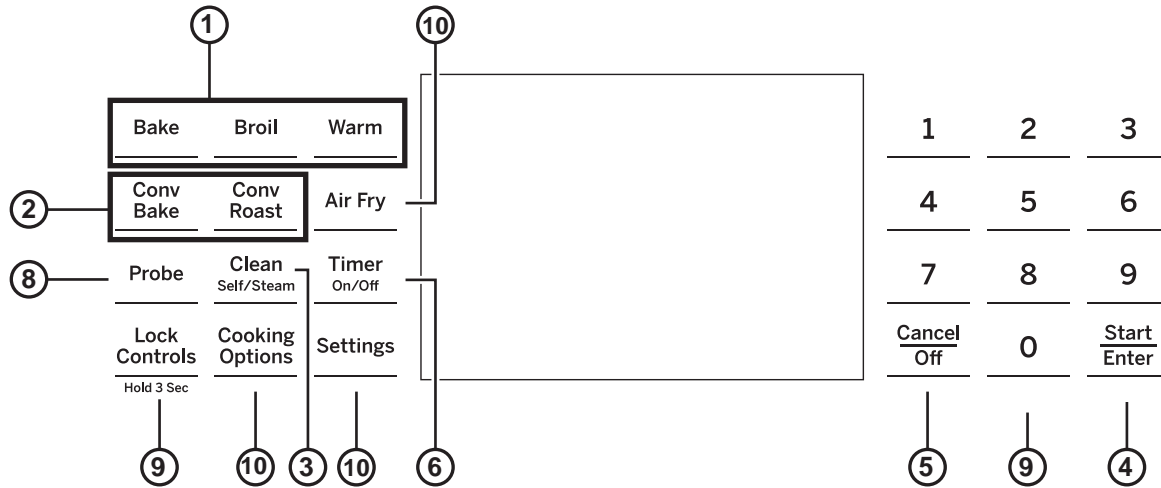 1
10
Bake
Broil
Warm
1
2
3
2
Conv
Bake
Conv
Roast
Air Fry
4
5
6
8
Probe
Clean
Self/Steam
Timer
On/Off
7
8
9
Lock
Controls
Hold 3 Sec
Cooking
Options
Settings
Cancel
Off
0
Start
Enter
9
10
3
10
6
5
9
4